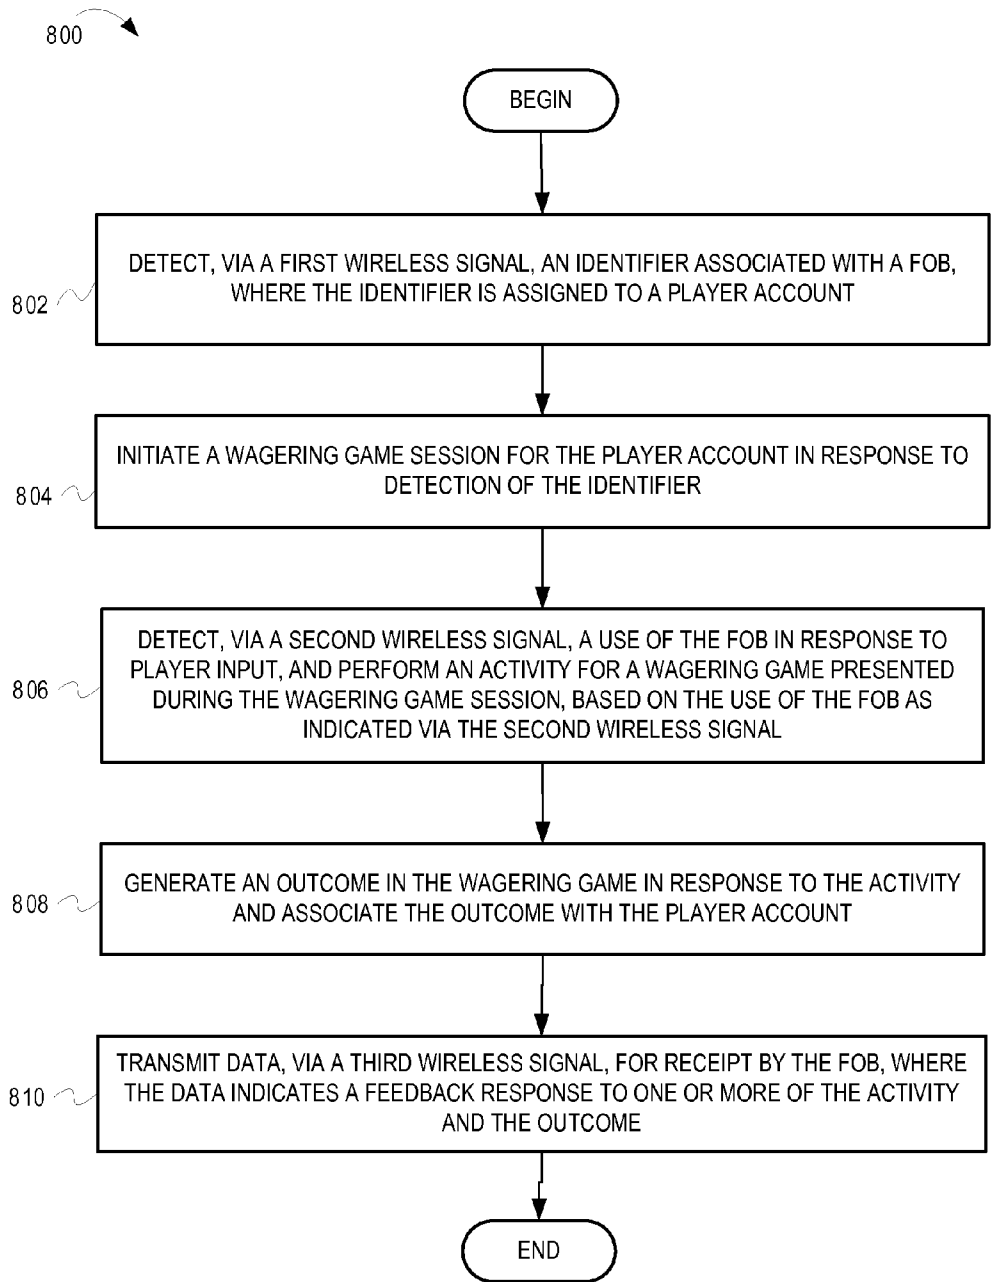 800
BEGIN
DETECT, VIA A FIRST WIRELESS SIGNAL, AN IDENTIFIER ASSOCIATED WITH A FOB,
WHERE THE IDENTIFIER IS ASSIGNED TO A PLAYER ACCOUNT
802
INITIATE A WAGERING GAME SESSION FOR THE PLAYER ACCOUNT IN RESPONSE TO
DETECTION OF THE IDENTIFIER
804
DETECT, VIA A SECOND WIRELESS SIGNAL, A USE OF THE FOB IN RESPONSE TO
PLAYER INPUT, AND PERFORM AN ACTIVITY FOR A WAGERING GAME PRESENTED
DURING THE WAGERING GAME SESSION, BASED ON THE USE OF THE FOB AS
INDICATED VIA THE SECOND WIRELESS SIGNAL
806
GENERATE AN OUTCOME IN THE WAGERING GAME IN RESPONSE TO THE ACTIVITY
AND ASSOCIATE THE OUTCOME WITH THE PLAYER ACCOUNT
808
TRANSMIT DATA, VIA A THIRD WIRELESS SIGNAL, FOR RECEIPT BY THE FOB, WHERE
THE DATA INDICATES A FEEDBACK RESPONSE TO ONE OR MORE OF THE ACTIVITY
AND THE OUTCOME
810
END